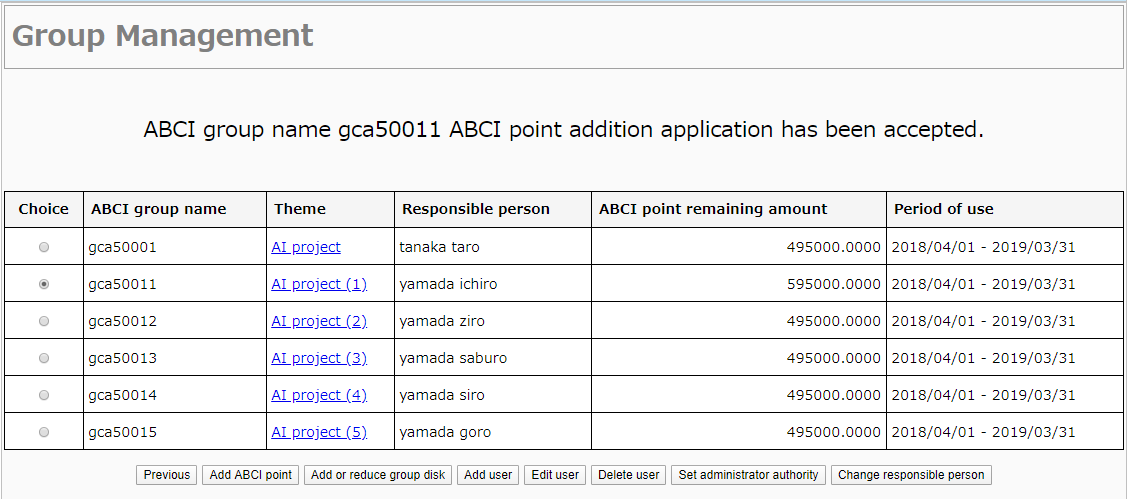 Group Management
ABCI group name gca50011 ABCI point addition application has been accepted.
Choice ABCI group name Theme Responsible person ABCI point remaining amount Period of use
gca50001 AI project tanaka taro 495000.0000 2018/04/01 - 2019/03/31
gca50011 AI project (1) yamada ichiro 595000.0000 2018/04/01 - 2019/03/31
gca50012 AI project (2) yamada ziro 495000.0000 2018/04/01 - 2019/03/31
gca50013 AI project (3) yamada saburo 495000.0000 2018/04/01 - 2019/03/31
gca50014 AI project (4) yamada siro 495000.0000 2018/04/01 - 2019/03/31
gca50015 AI project (5) yamada goro 495000.0000 2018/04/01 - 2019/03/31
Previous Add ABCI point Add or reduce group disk Add user Edit user Delete user Set administrator authority Change responsible person